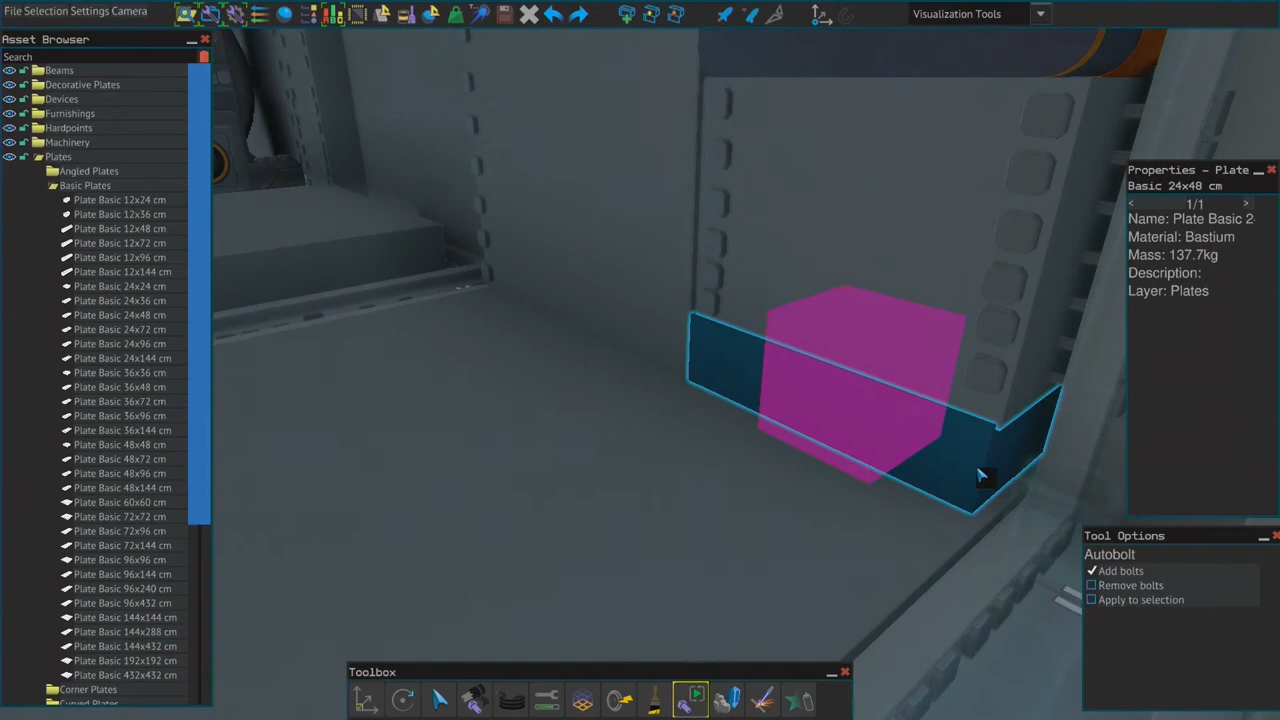 File Selection Settings Camera
Visualization Tools
Asset Browser
Search
Beams
Decorative Plates
Devices
Furnishings
Hardpoints
Machinery
Plates
Angled Plates
Basic Plates
Plate Basic 12x24 cm
Plate Basic 12x36 cm
Plate Basic 12x48 cm
Plate Basic 12x72 cm
Plate Basic 12x96 cm
Plate Basic 12x144 cm
Plate Basic 24x24 cm
Plate Basic 24x36 cm
Plate Basic 24x48 cm
Plate Basic 24x72 cm
Plate Basic 24x96 cm
Plate Basic 24x144 cm
Plate Basic 36x36 cm
Plate Basic 36x48 cm
Plate Basic 36x72 cm
Plate Basic 36x96 cm
Plate Basic 36x144 cm
Plate Basic 48x48 cm
Plate Basic 48x72 cm
Plate Basic 48x96 cm
Plate Basic 48x144 cm
Plate Basic 60x60 cm
Plate Basic 72x72 cm
Plate Basic 72x96 cm
Plate Basic 72x144 cm
Plate Basic 96x96 cm
Plate Basic 96x144 cm
Plate Basic 96x240 cm
Plate Basic 96x432 cm
Plate Basic 144x144 cm
Plate Basic 144x288 cm
Plate Basic 144x432 cm
Plate Basic 192x192 cm
Plate Basic 432x432 cm
Corner Plates
Curved Plates
Properties - Plate
Basic 24x48 cm
< 1/1 >
Name: Plate Basic 2
Material: Bastium
Mass: 137.7kg
Description:
Layer: Plates
Tool Options
Autobolt
Add bolts
Remove bolts
Apply to selection
Toolbox